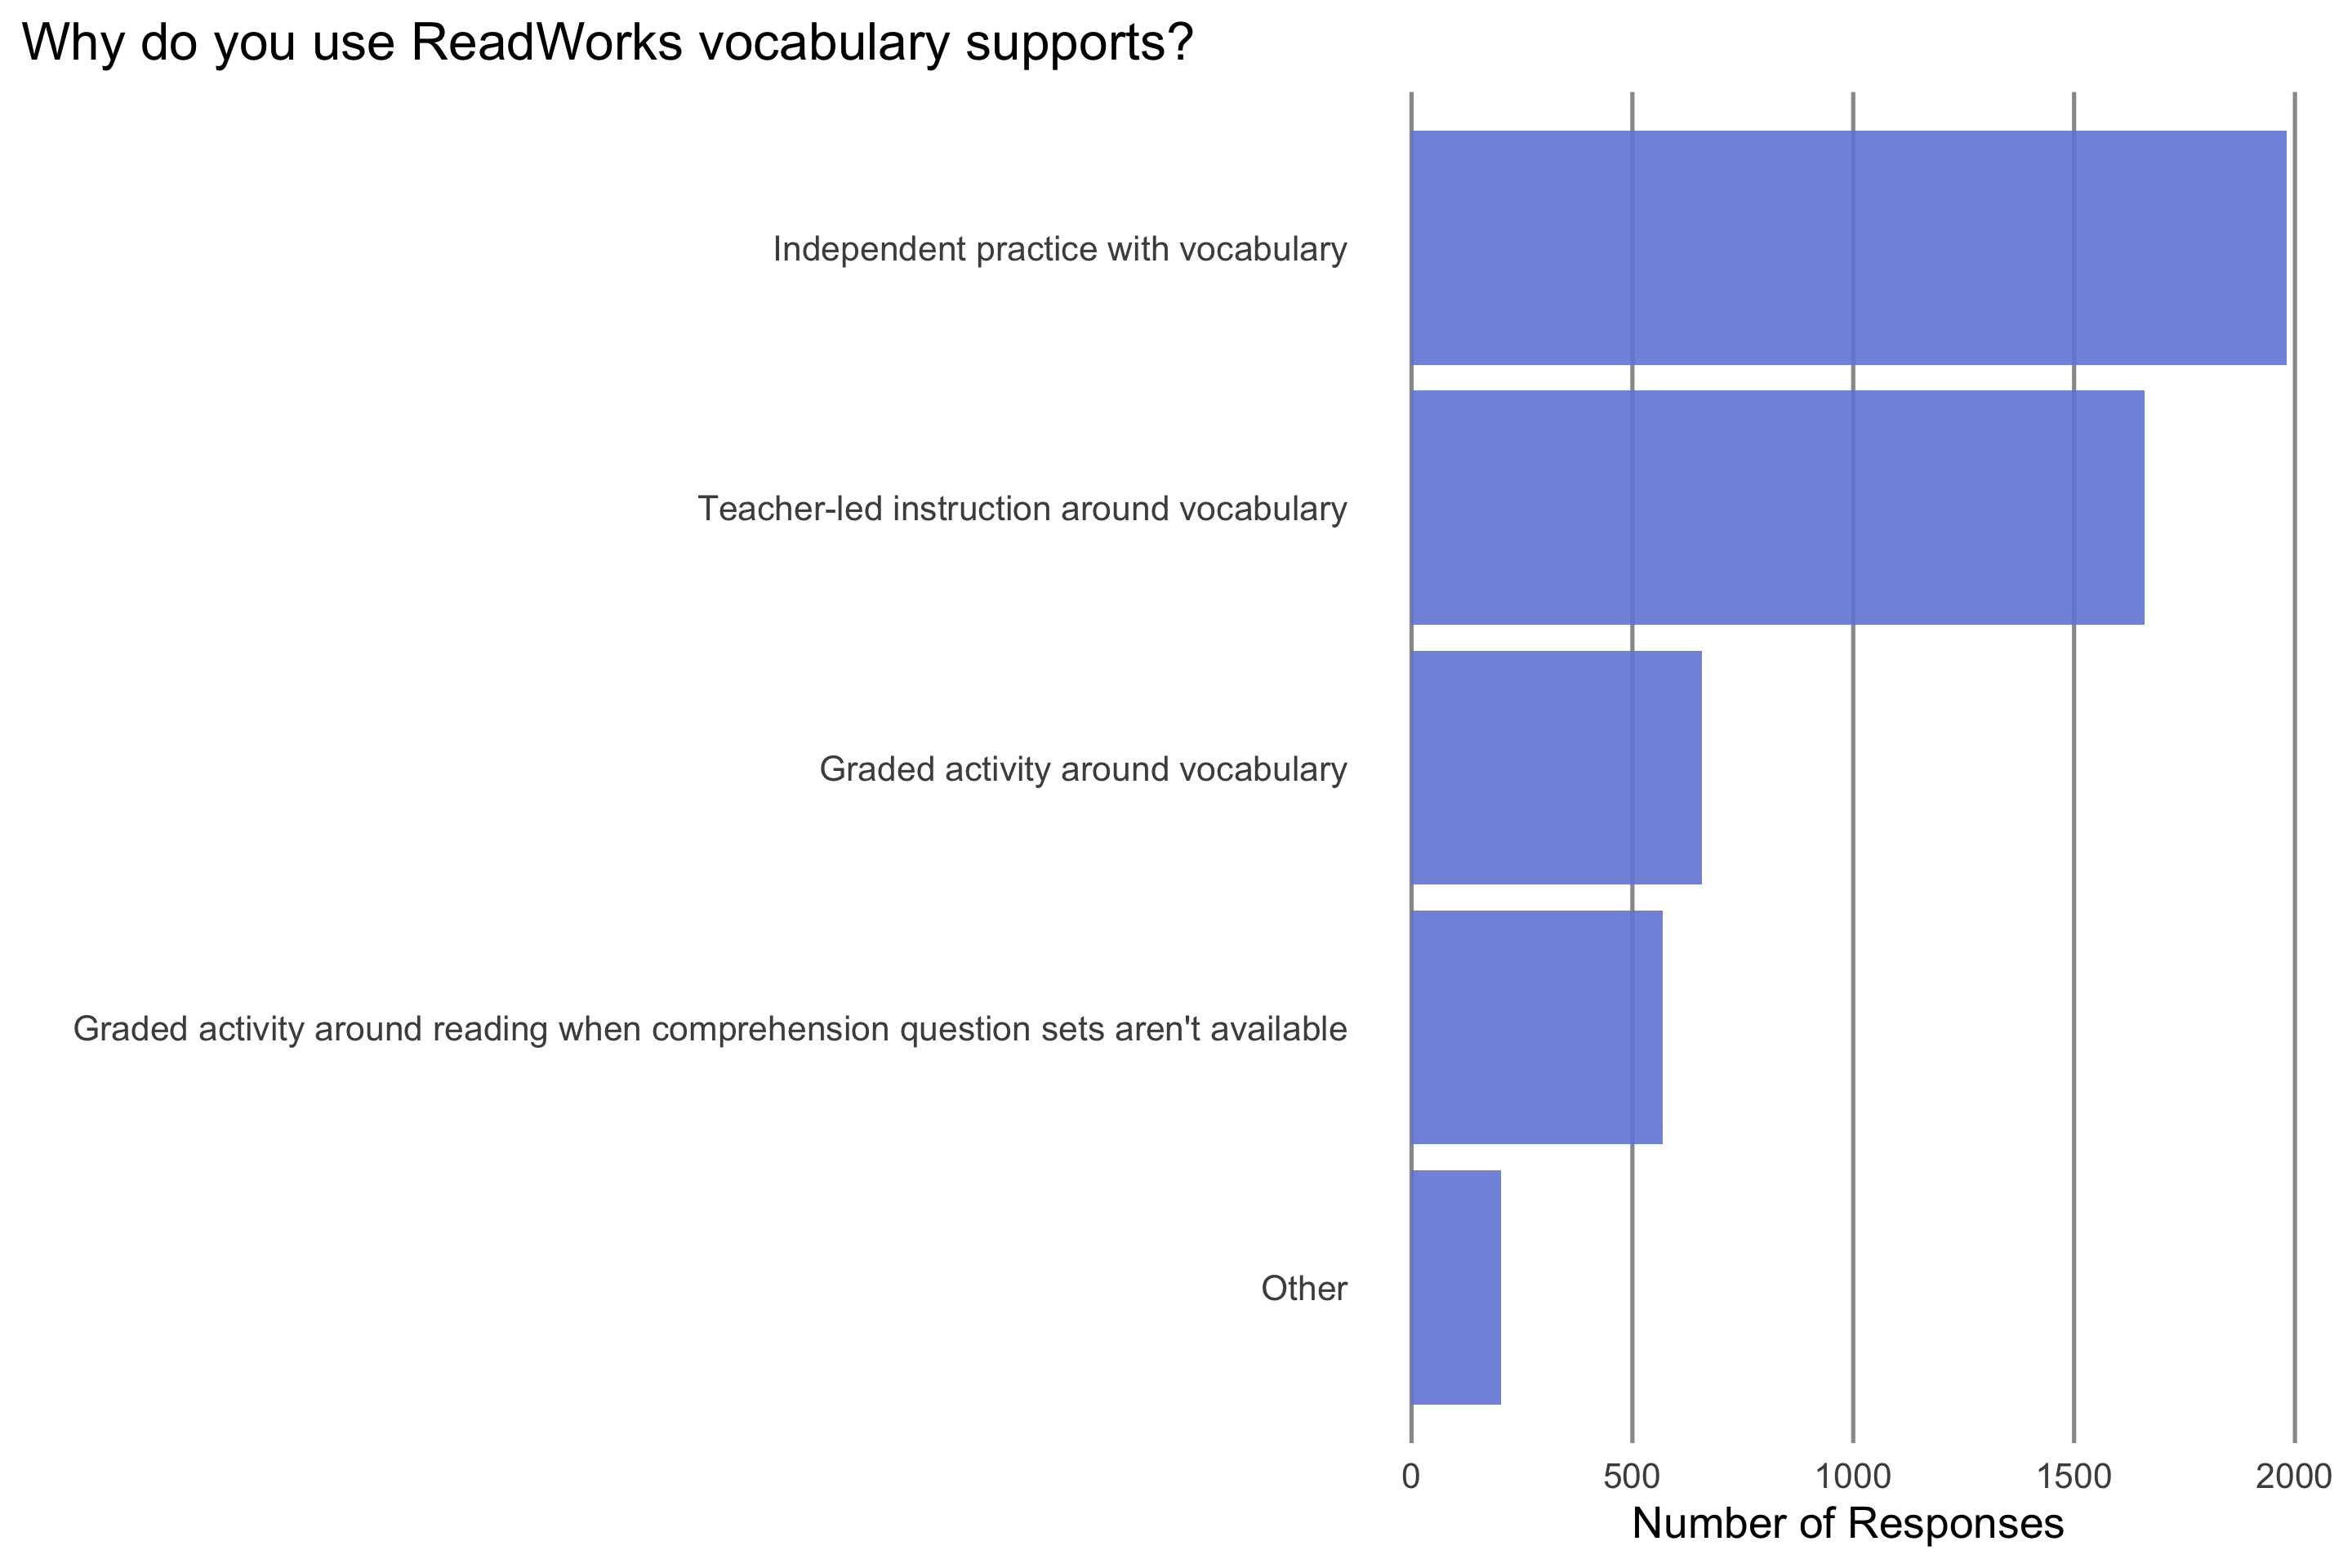 Why do you use ReadWorks vocabulary supports?
Independent practice with vocabulary
Teacher-led instruction around vocabulary
Graded activity around vocabulary
Graded activity around reading when comprehension question sets aren't available
Other
0 500 1000 1500 2000
Number of Responses